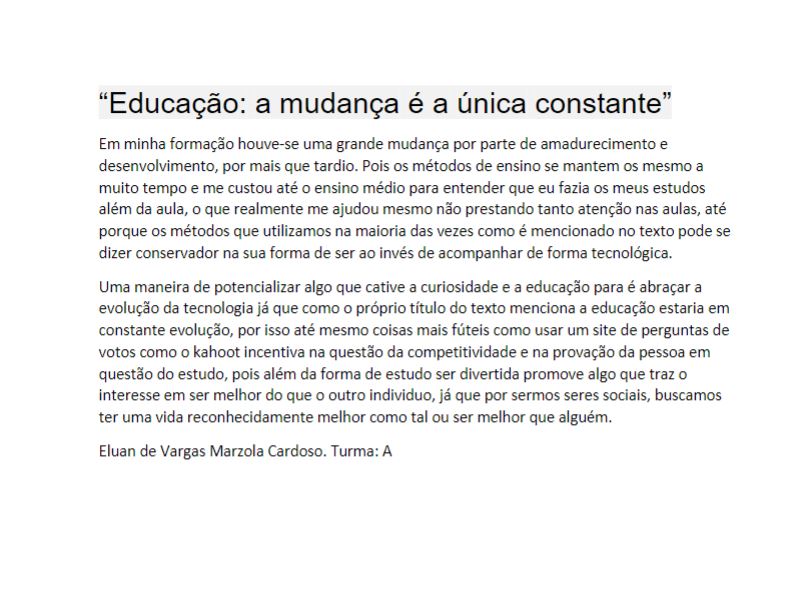 “Educação: a mudança é a única constante”
Em minha formação houve-se uma grande mudança por parte de amadurecimento e
desenvolvimento, por mais que tardio. Pois os métodos de ensino se mantem os mesmo a
muito tempo e me custou até o ensino médio para entender que eu fazia os meus estudos
além da aula, o que realmente me ajudou mesmo não prestando tanto atenção nas aulas, até
porque os métodos que utilizamos na maioria das vezes como é mencionado no texto pode se
dizer conservador na sua forma de ser ao invés de acompanhar de forma tecnológica.
Uma maneira de potencializar algo que cative a curiosidade e a educação para é abraçar a
evolução da tecnologia já que como o próprio título do texto menciona a educação estaria em
constante evolução, por isso até mesmo coisas mais fúteis como usar um site de perguntas de
votos como o kahoot incentiva na questão da competitividade e na provação da pessoa em
questão do estudo, pois além da forma de estudo ser divertida promove algo que traz o
interesse em ser melhor do que o outro individuo, já que por sermos seres sociais, buscamos
ter uma vida reconhecidamente melhor como tal ou ser melhor que alguém.
Eluan de Vargas Marzola Cardoso. Turma: A